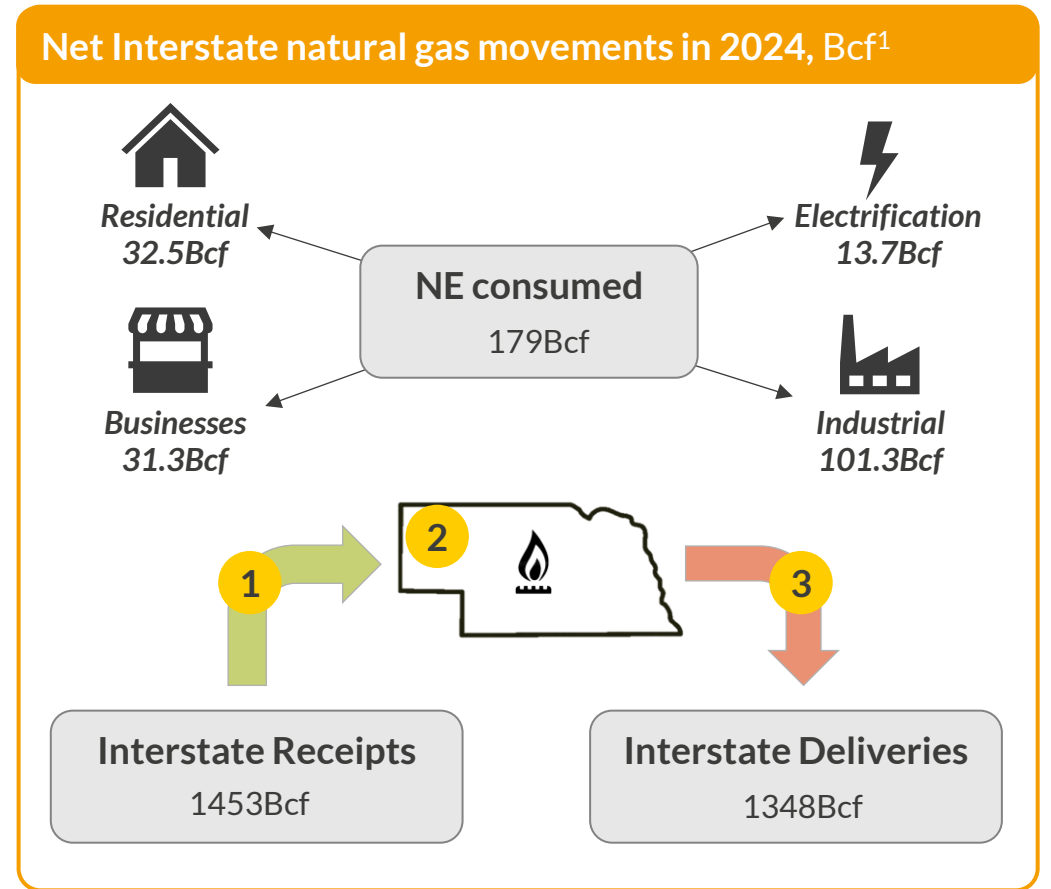 Net Interstate natural gas movements in 2024, Bcf¹
Residential
32.5Bcf
Electrification
13.7Bcf
NE consumed
179Bcf
Businesses
31.3Bcf
Industrial
101.3Bcf
1
2
3
Interstate Receipts
1453Bcf
Interstate Deliveries
1348Bcf